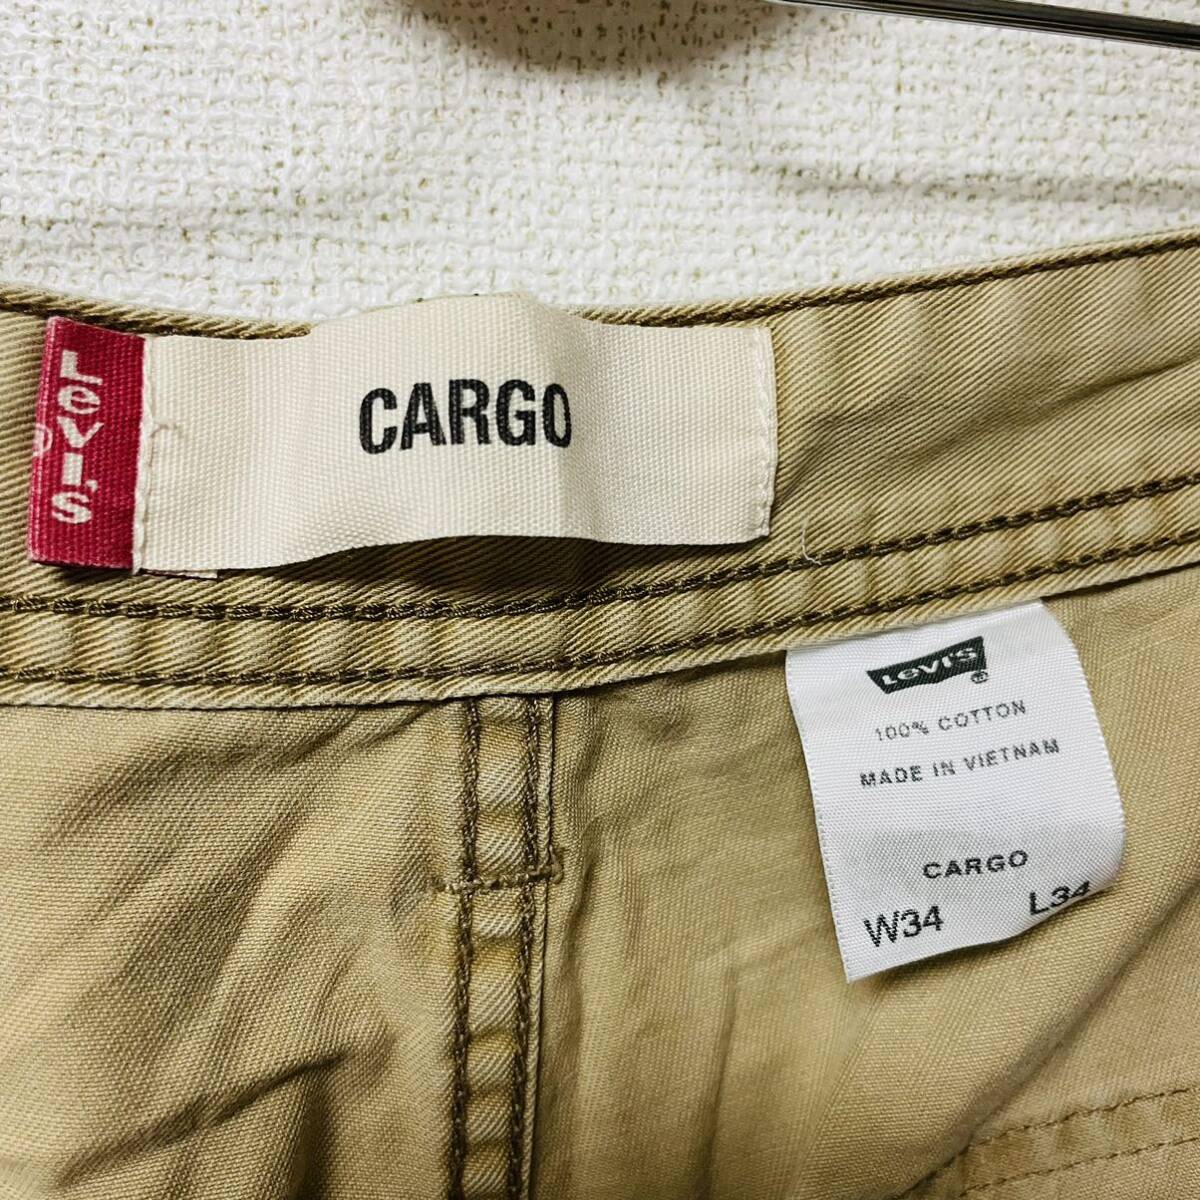 Levi's
®
CARGO
LEVI'S
®
100% COTTON
MADE IN VIETNAM
CARGO
W34 L34